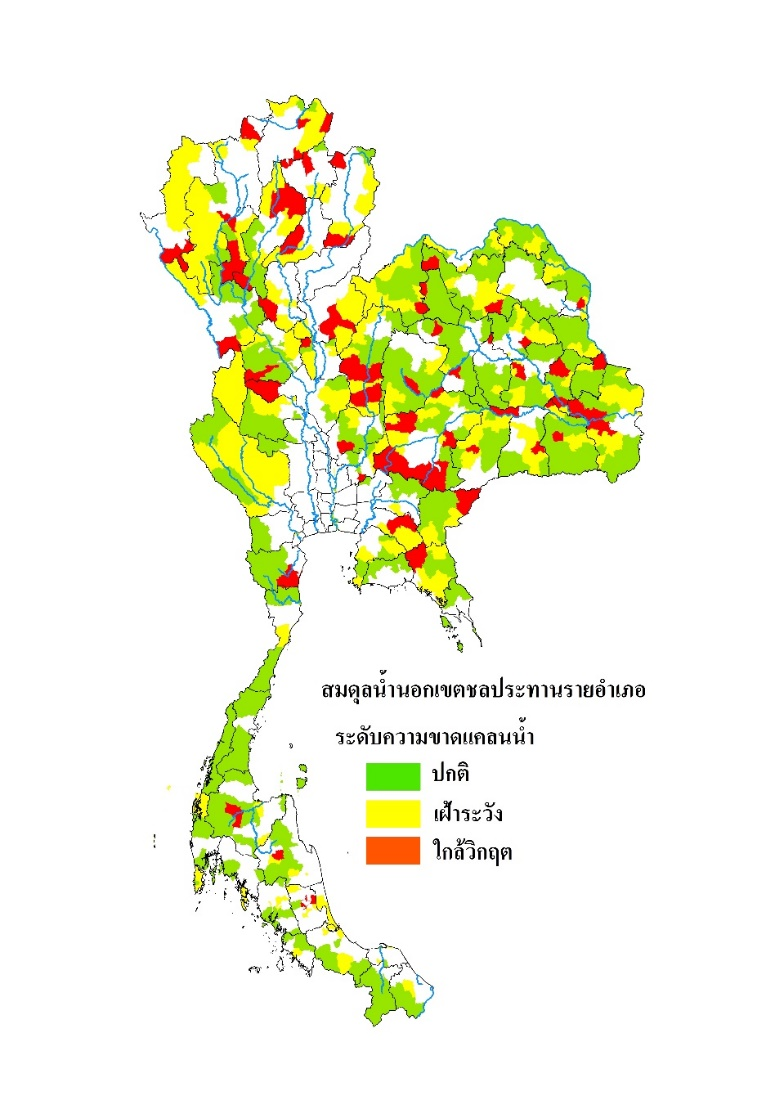 สมดุลน้ำนอกเขตชลประทานรายอำเภอ
ระดับความขาดแคลนน้ำ
ปกติ
เฝ้าระวัง
ใกล้วิกฤต